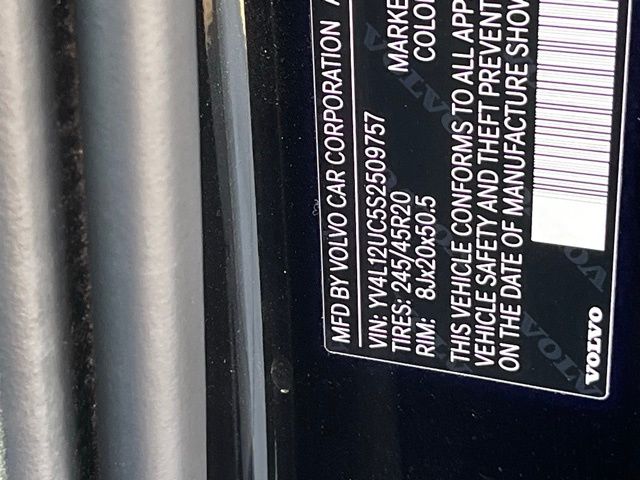 MFD BY VOLVO CAR CORPORATION
VIN: YV4L12UC5S2509757
TIRES: 245/45R20 MARKE
RIM: 8Jx20x50.5 COLO
THIS VEHICLE CONFORMS TO ALL APP
VEHICLE SAFETY AND THEFT PREVENT
ON THE DATE OF MANUFACTURE SHOW
VOLVO